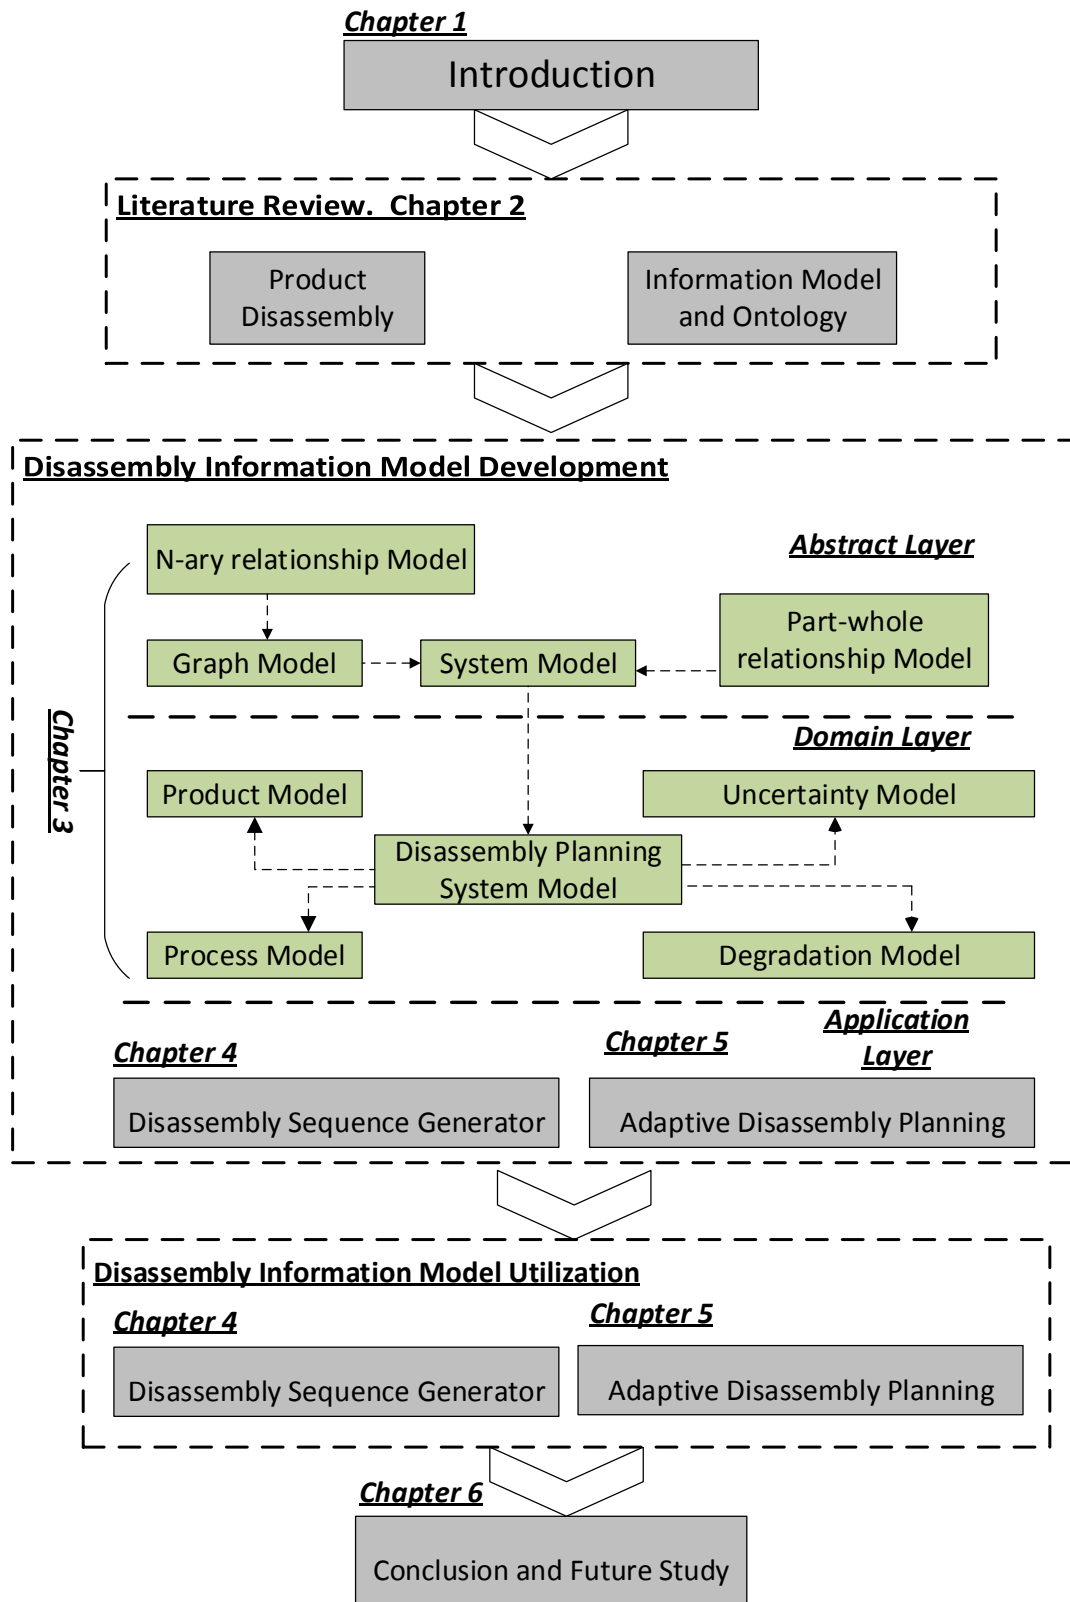 Chapter 1
Introduction
Literature Review.  Chapter 2
Product
Disassembly
Information Model
and Ontology
Disassembly Information Model Development
N-ary relationship Model
Abstract Layer
Part-whole
relationship Model
Graph Model
System Model
Chapter 3
Domain Layer
Product Model
Uncertainty Model
Disassembly Planning
System Model
Process Model
Degradation Model
Application
Layer
Chapter 4
Disassembly Sequence Generator
Chapter 5
Adaptive Disassembly Planning
Disassembly Information Model Utilization
Chapter 4
Disassembly Sequence Generator
Chapter 5
Adaptive Disassembly Planning
Chapter 6
Conclusion and Future Study